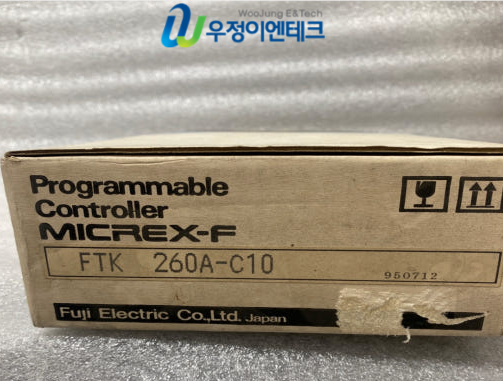 WooJung E&Tech
우정이엔테크
Programmable
Controller
MICREX-F
FTK 260A-C10
950712
Fuji Electric Co.,Ltd. Japan